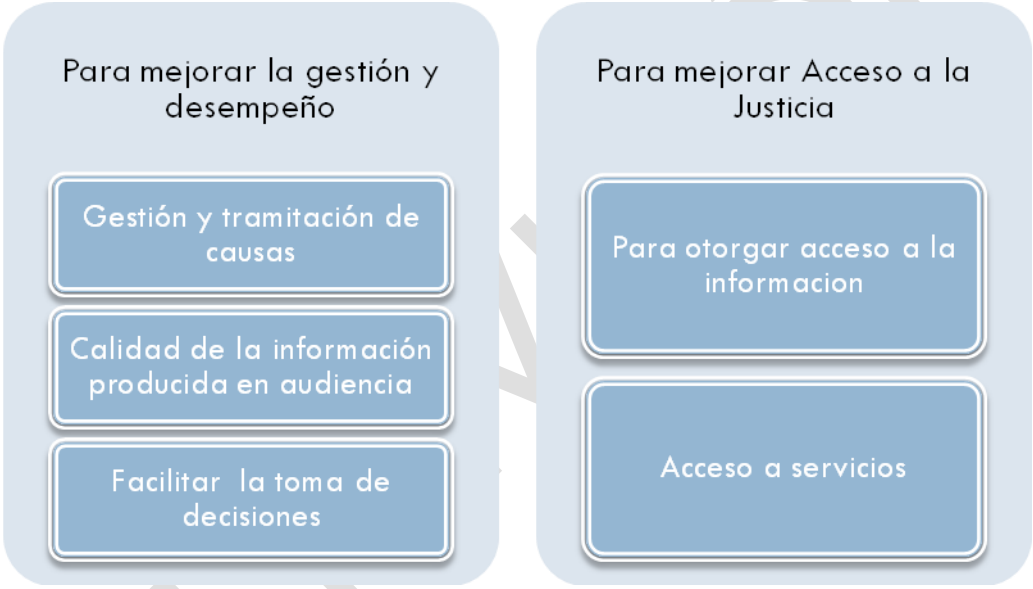 Para mejorar la gestión y
desempeño
Gestión y tramitación de
causas
Calidad de la información
producida en audiencia
Facilitar la toma de
decisiones
Para mejorar Acceso a la
Justicia
Para otorgar acceso a la
informacion
Acceso a servicios